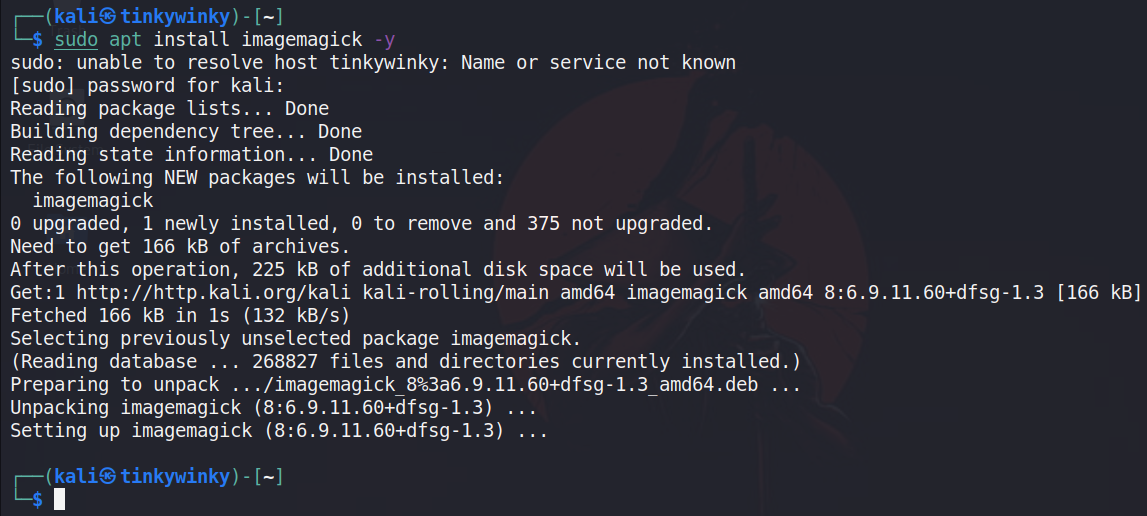 ┌──(kali㉿tinkywinky)-[~]
└─$ sudo apt install imagemagick -y
sudo: unable to resolve host tinkywinky: Name or service not known
[sudo] password for kali:
Reading package lists... Done
Building dependency tree... Done
Reading state information... Done
The following NEW packages will be installed:
  imagemagick
0 upgraded, 1 newly installed, 0 to remove and 375 not upgraded.
Need to get 166 kB of archives.
After this operation, 225 kB of additional disk space will be used.
Get:1 http://http.kali.org/kali kali-rolling/main amd64 imagemagick amd64 8:6.9.11.60+dfsg-1.3 [166 kB]
Fetched 166 kB in 1s (132 kB/s)
Selecting previously unselected package imagemagick.
(Reading database ... 268827 files and directories currently installed.)
Preparing to unpack .../imagemagick_8%3a6.9.11.60+dfsg-1.3_amd64.deb ...
Unpacking imagemagick (8:6.9.11.60+dfsg-1.3) ...
Setting up imagemagick (8:6.9.11.60+dfsg-1.3) ...
┌──(kali㉿tinkywinky)-[~]
└─$